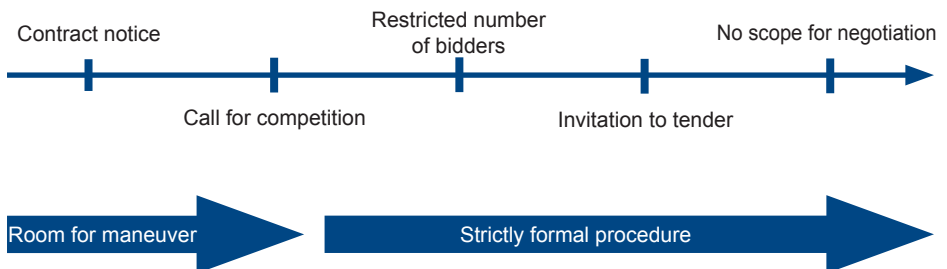 Contract notice
Restricted number
of bidders
No scope for negotiation
Call for competition
Invitation to tender
Room for maneuver
Strictly formal procedure